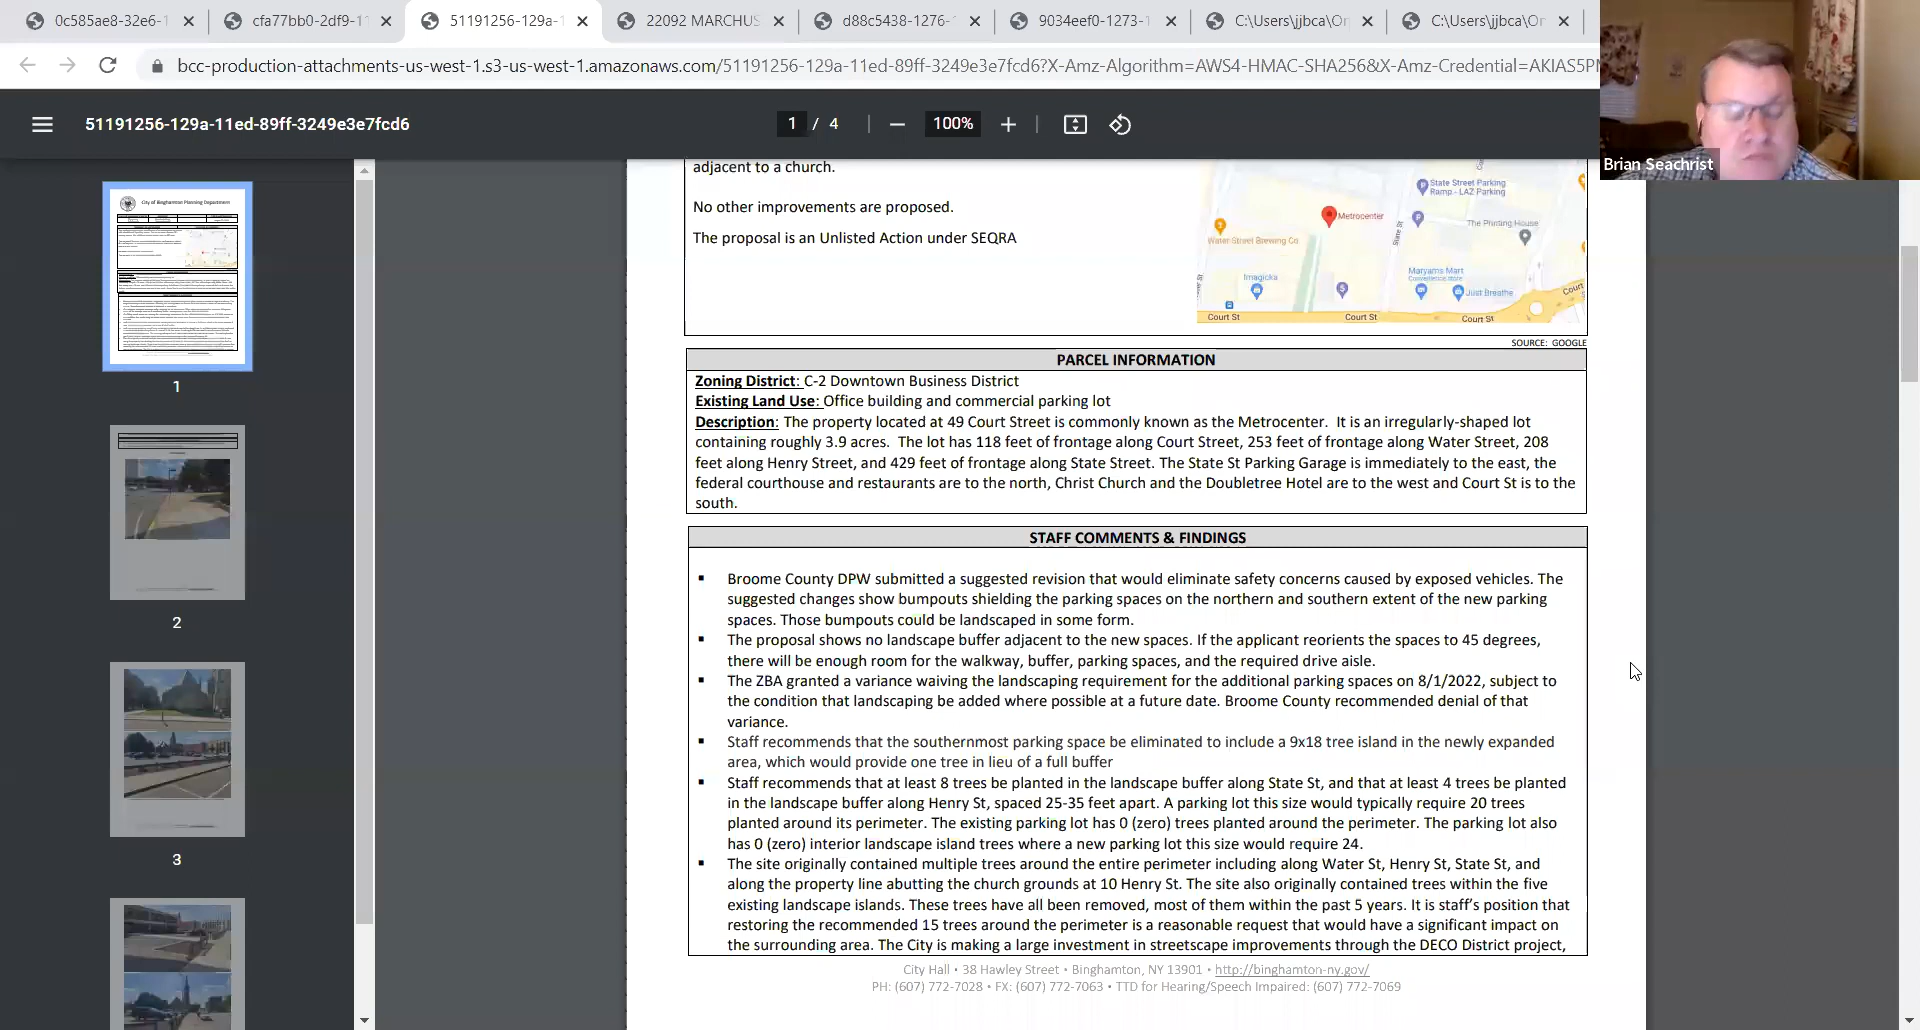 0c585ae8-32e6-1
cfa77bb0-2df9-11
51191256-129a-1
22092 MARCHUS
d88c5438-1276-
9034eef0-1273-1
C:\Users\jjbca\On
C:\Users\jjbca\On
bcc-production-attachments-us-west-1.s3-us-west-1.amazonaws.com/51191256-129a-11ed-89ff-3249e3e7fcd6?X-Amz-Algorithm=AWS4-HMAC-SHA256&X-Amz-Credential=AKIAS5P
51191256-129a-11ed-89ff-3249e3e7fcd6
1 / 4
100%
Brian Seachrist
City of Binghamton Planning Department
1
2
3
adjacent to a church.
No other improvements are proposed.
The proposal is an Unlisted Action under SEQRA
State Street Parking
Ramp - LAZ Parking
Metrocenter
State St
The Phirang House
Water Street Brewing Co.
Imagicka
Maryams Mart
Convenience store
Just Breathe
Court St
Court St
Court St
Court
SOURCE: GOOGLE
PARCEL INFORMATION
Zoning District: C-2 Downtown Business District
Existing Land Use: Office building and commercial parking lot
Description: The property located at 49 Court Street is commonly known as the Metrocenter. It is an irregularly-shaped lot
containing roughly 3.9 acres. The lot has 118 feet of frontage along Court Street, 253 feet of frontage along Water Street, 208
feet along Henry Street, and 429 feet of frontage along State Street. The State St Parking Garage is immediately to the east, the
federal courthouse and restaurants are to the north, Christ Church and the Doubletree Hotel are to the west and Court St is to the
south.
STAFF COMMENTS & FINDINGS
▪ Broome County DPW submitted a suggested revision that would eliminate safety concerns caused by exposed vehicles. The
suggested changes show bumpouts shielding the parking spaces on the northern and southern extent of the new parking
spaces. Those bumpouts could be landscaped in some form.
▪ The proposal shows no landscape buffer adjacent to the new spaces. If the applicant reorients the spaces to 45 degrees,
there will be enough room for the walkway, buffer, parking spaces, and the required drive aisle.
▪ The ZBA granted a variance waiving the landscaping requirement for the additional parking spaces on 8/1/2022, subject to
the condition that landscaping be added where possible at a future date. Broome County recommended denial of that
variance.
▪ Staff recommends that the southernmost parking space be eliminated to include a 9x18 tree island in the newly expanded
area, which would provide one tree in lieu of a full buffer
▪ Staff recommends that at least 8 trees be planted in the landscape buffer along State St, and that at least 4 trees be planted
in the landscape buffer along Henry St, spaced 25-35 feet apart. A parking lot this size would typically require 20 trees
planted around its perimeter. The existing parking lot has 0 (zero) trees planted around the perimeter. The parking lot also
has 0 (zero) interior landscape island trees where a new parking lot this size would require 24.
▪ The site originally contained multiple trees around the entire perimeter including along Water St, Henry St, State St, and
along the property line abutting the church grounds at 10 Henry St. The site also originally contained trees within the five
existing landscape islands. These trees have all been removed, most of them within the past 5 years. It is staff's position that
restoring the recommended 15 trees around the perimeter is a reasonable request that would have a significant impact on
the surrounding area. The City is making a large investment in streetscape improvements through the DECO District project,
City Hall • 38 Hawley Street • Binghamton, NY 13901 • http://binghamton-ny.gov/
PH: (607) 772-7028 • FX: (607) 772-7063 • TTD for Hearing/Speech Impaired: (607) 772-7069